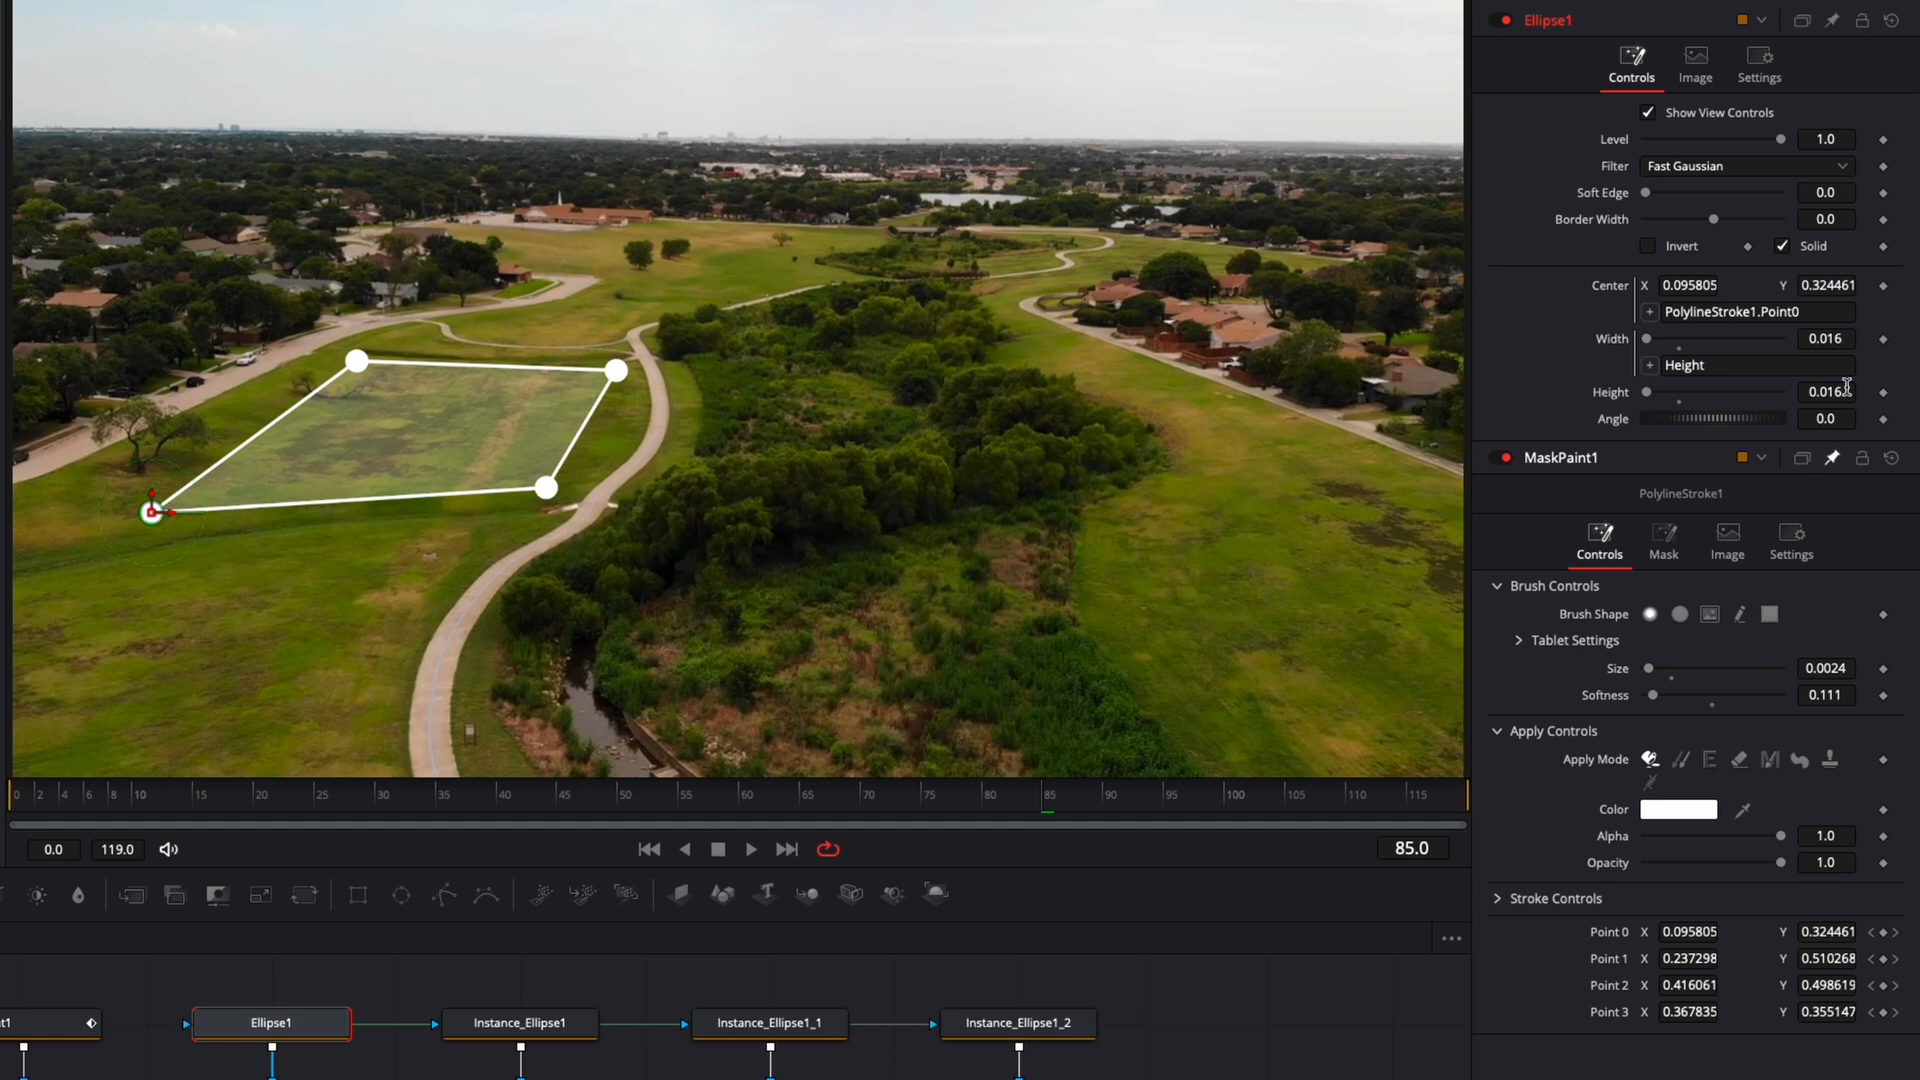 Ellipse1
Controls Image Settings
Show View Controls
Level 1.0
Filter Fast Gaussian
Soft Edge 0.0
Border Width 0.0
Invert Solid
Center X 0.095805 Y 0.324461
+ PolylineStroke1.Point0
Width 0.016
+ Height
Height 0.016
Angle 0.0
MaskPaint1
PolylineStroke1
Controls Mask Image Settings
Brush Controls
Brush Shape
Tablet Settings
Size 0.0024
Softness 0.111
Apply Controls
Apply Mode
Color
Alpha 1.0
Opacity 1.0
Stroke Controls
Point 0 X 0.095805 Y 0.324461
Point 1 X 0.237298 Y 0.510268
Point 2 X 0.416061 Y 0.498619
Point 3 X 0.367835 Y 0.355147
0 2 4 6 8 10 15 20 25 30 35 40 45 50 55 60 65 70 75 80 85 90 95 100 105 110 115
0.0 119.0 85.0
t1 Ellipse1 Instance_Ellipse1 Instance_Ellipse1_1 Instance_Ellipse1_2